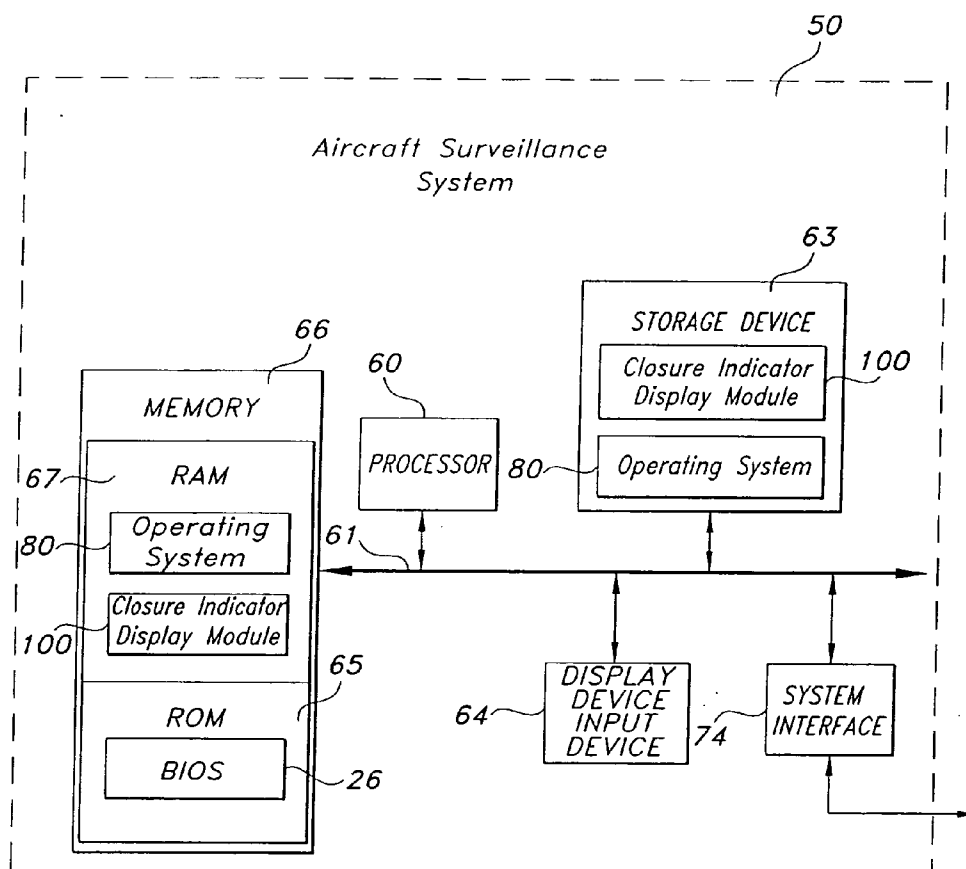 50
Aircraft Surveillance
System
63
STORAGE DEVICE
Closure Indicator
Display Module
100
80
Operating System
66
MEMORY
67
RAM
80
Operating
System
100
Closure Indicator
Display Module
65
ROM
BIOS
26
60
PROCESSOR
61
64
DISPLAY
DEVICE
INPUT
DEVICE
74
SYSTEM
INTERFACE